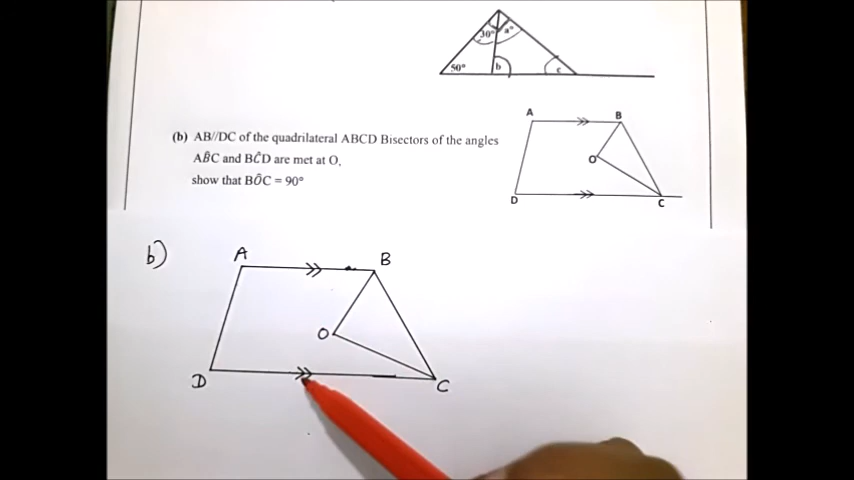 30° a°
50° b c
(b) AB//DC of the quadrilateral ABCD Bisectors of the angles
AB̂C and BĈD are met at O,
show that BÔC = 90°
A B
O
D C
b)
A B
O
D C